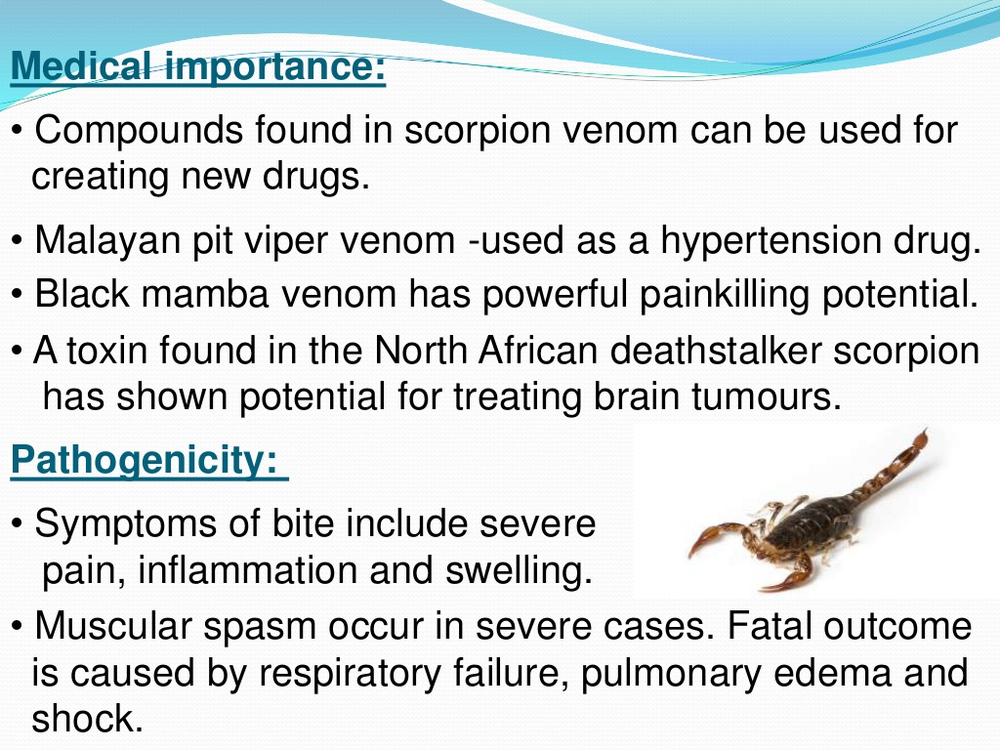 Medical importance:
• Compounds found in scorpion venom can be used for
creating new drugs.
• Malayan pit viper venom -used as a hypertension drug.
• Black mamba venom has powerful painkilling potential.
• A toxin found in the North African deathstalker scorpion
has shown potential for treating brain tumours.
Pathogenicity:
• Symptoms of bite include severe
pain, inflammation and swelling.
• Muscular spasm occur in severe cases. Fatal outcome
is caused by respiratory failure, pulmonary edema and
shock.